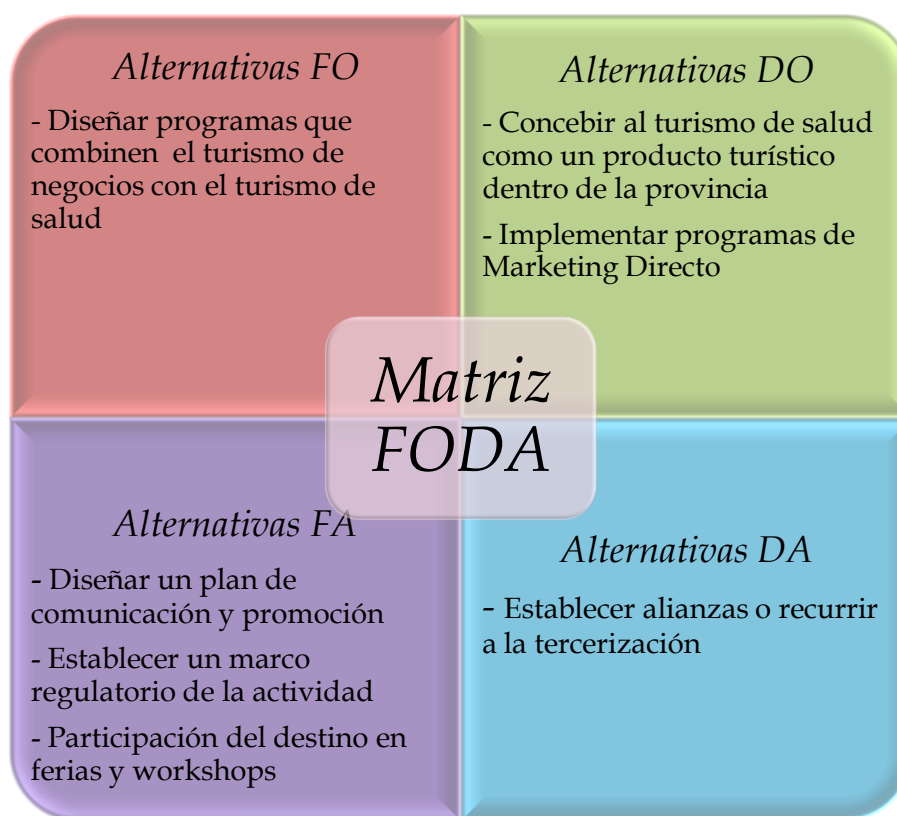 Alternativas FO
- Diseñar programas que
combinen el turismo de
negocios con el turismo de
salud
Alternativas DO
- Concebir al turismo de salud
como un producto turístico
dentro de la provincia
- Implementar programas de
Marketing Directo
Matriz
FODA
Alternativas FA
- Diseñar un plan de
comunicación y promoción
- Establecer un marco
regulatorio de la actividad
- Participación del destino en
ferias y workshops
Alternativas DA
- Establecer alianzas o recurrir
a la tercerización